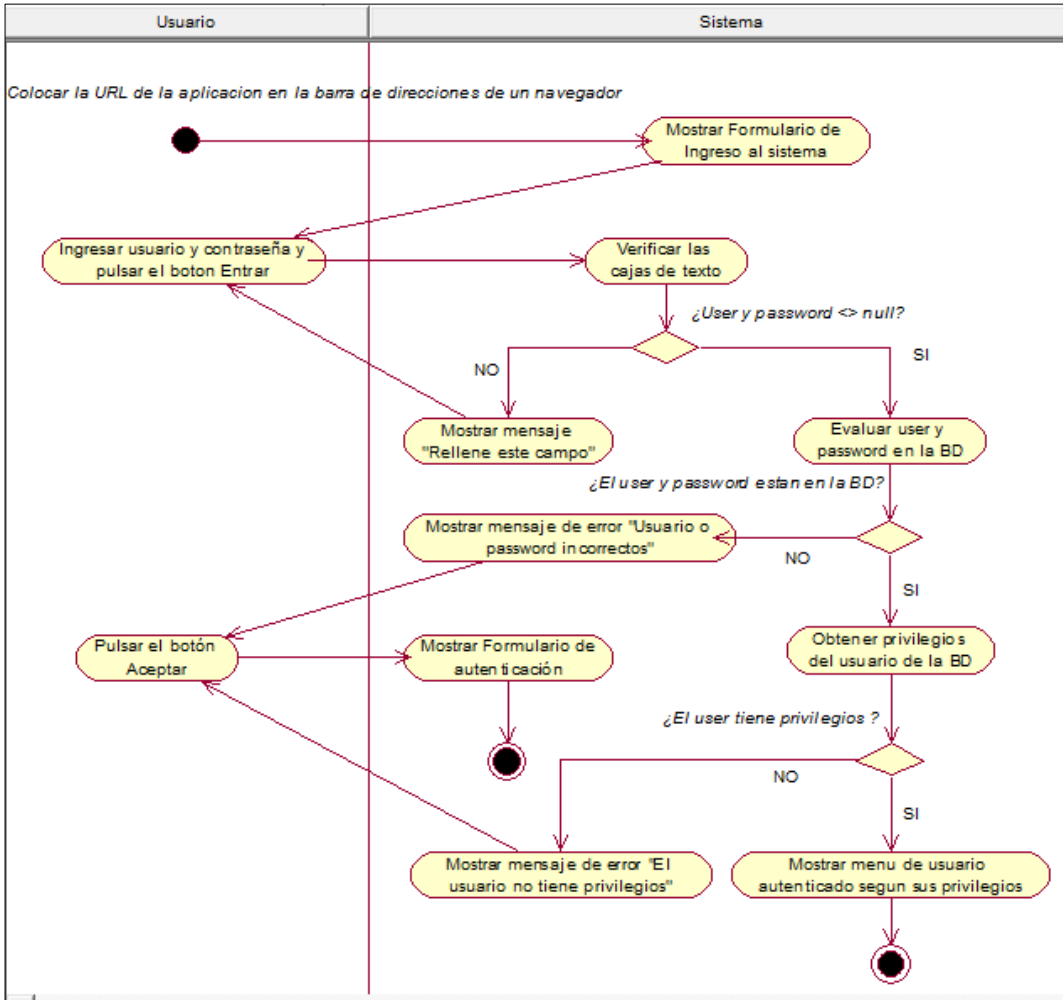 Usuario
Sistema
Colocar la URL de la aplicacion en la barra de direcciones de un navegador
Mostrar Formulario de
Ingreso al sistema
Ingresar usuario y contraseña y
pulsar el boton Entrar
Verificar las
cajas de texto
¿User y password <> null?
NO
SI
Mostrar mensaje
"Rellene este campo"
Evaluar user y
password en la BD
¿El user y password estan en la BD?
Mostrar mensaje de error "Usuario o
password incorrectos"
NO
SI
Pulsar el botón
Aceptar
Mostrar Formulario de
autenticación
Obtener privilegios
del usuario de la BD
¿El user tiene privilegios ?
NO
SI
Mostrar mensaje de error "El
usuario no tiene privilegios"
Mostrar menu de usuario
autenticado segun sus privilegios